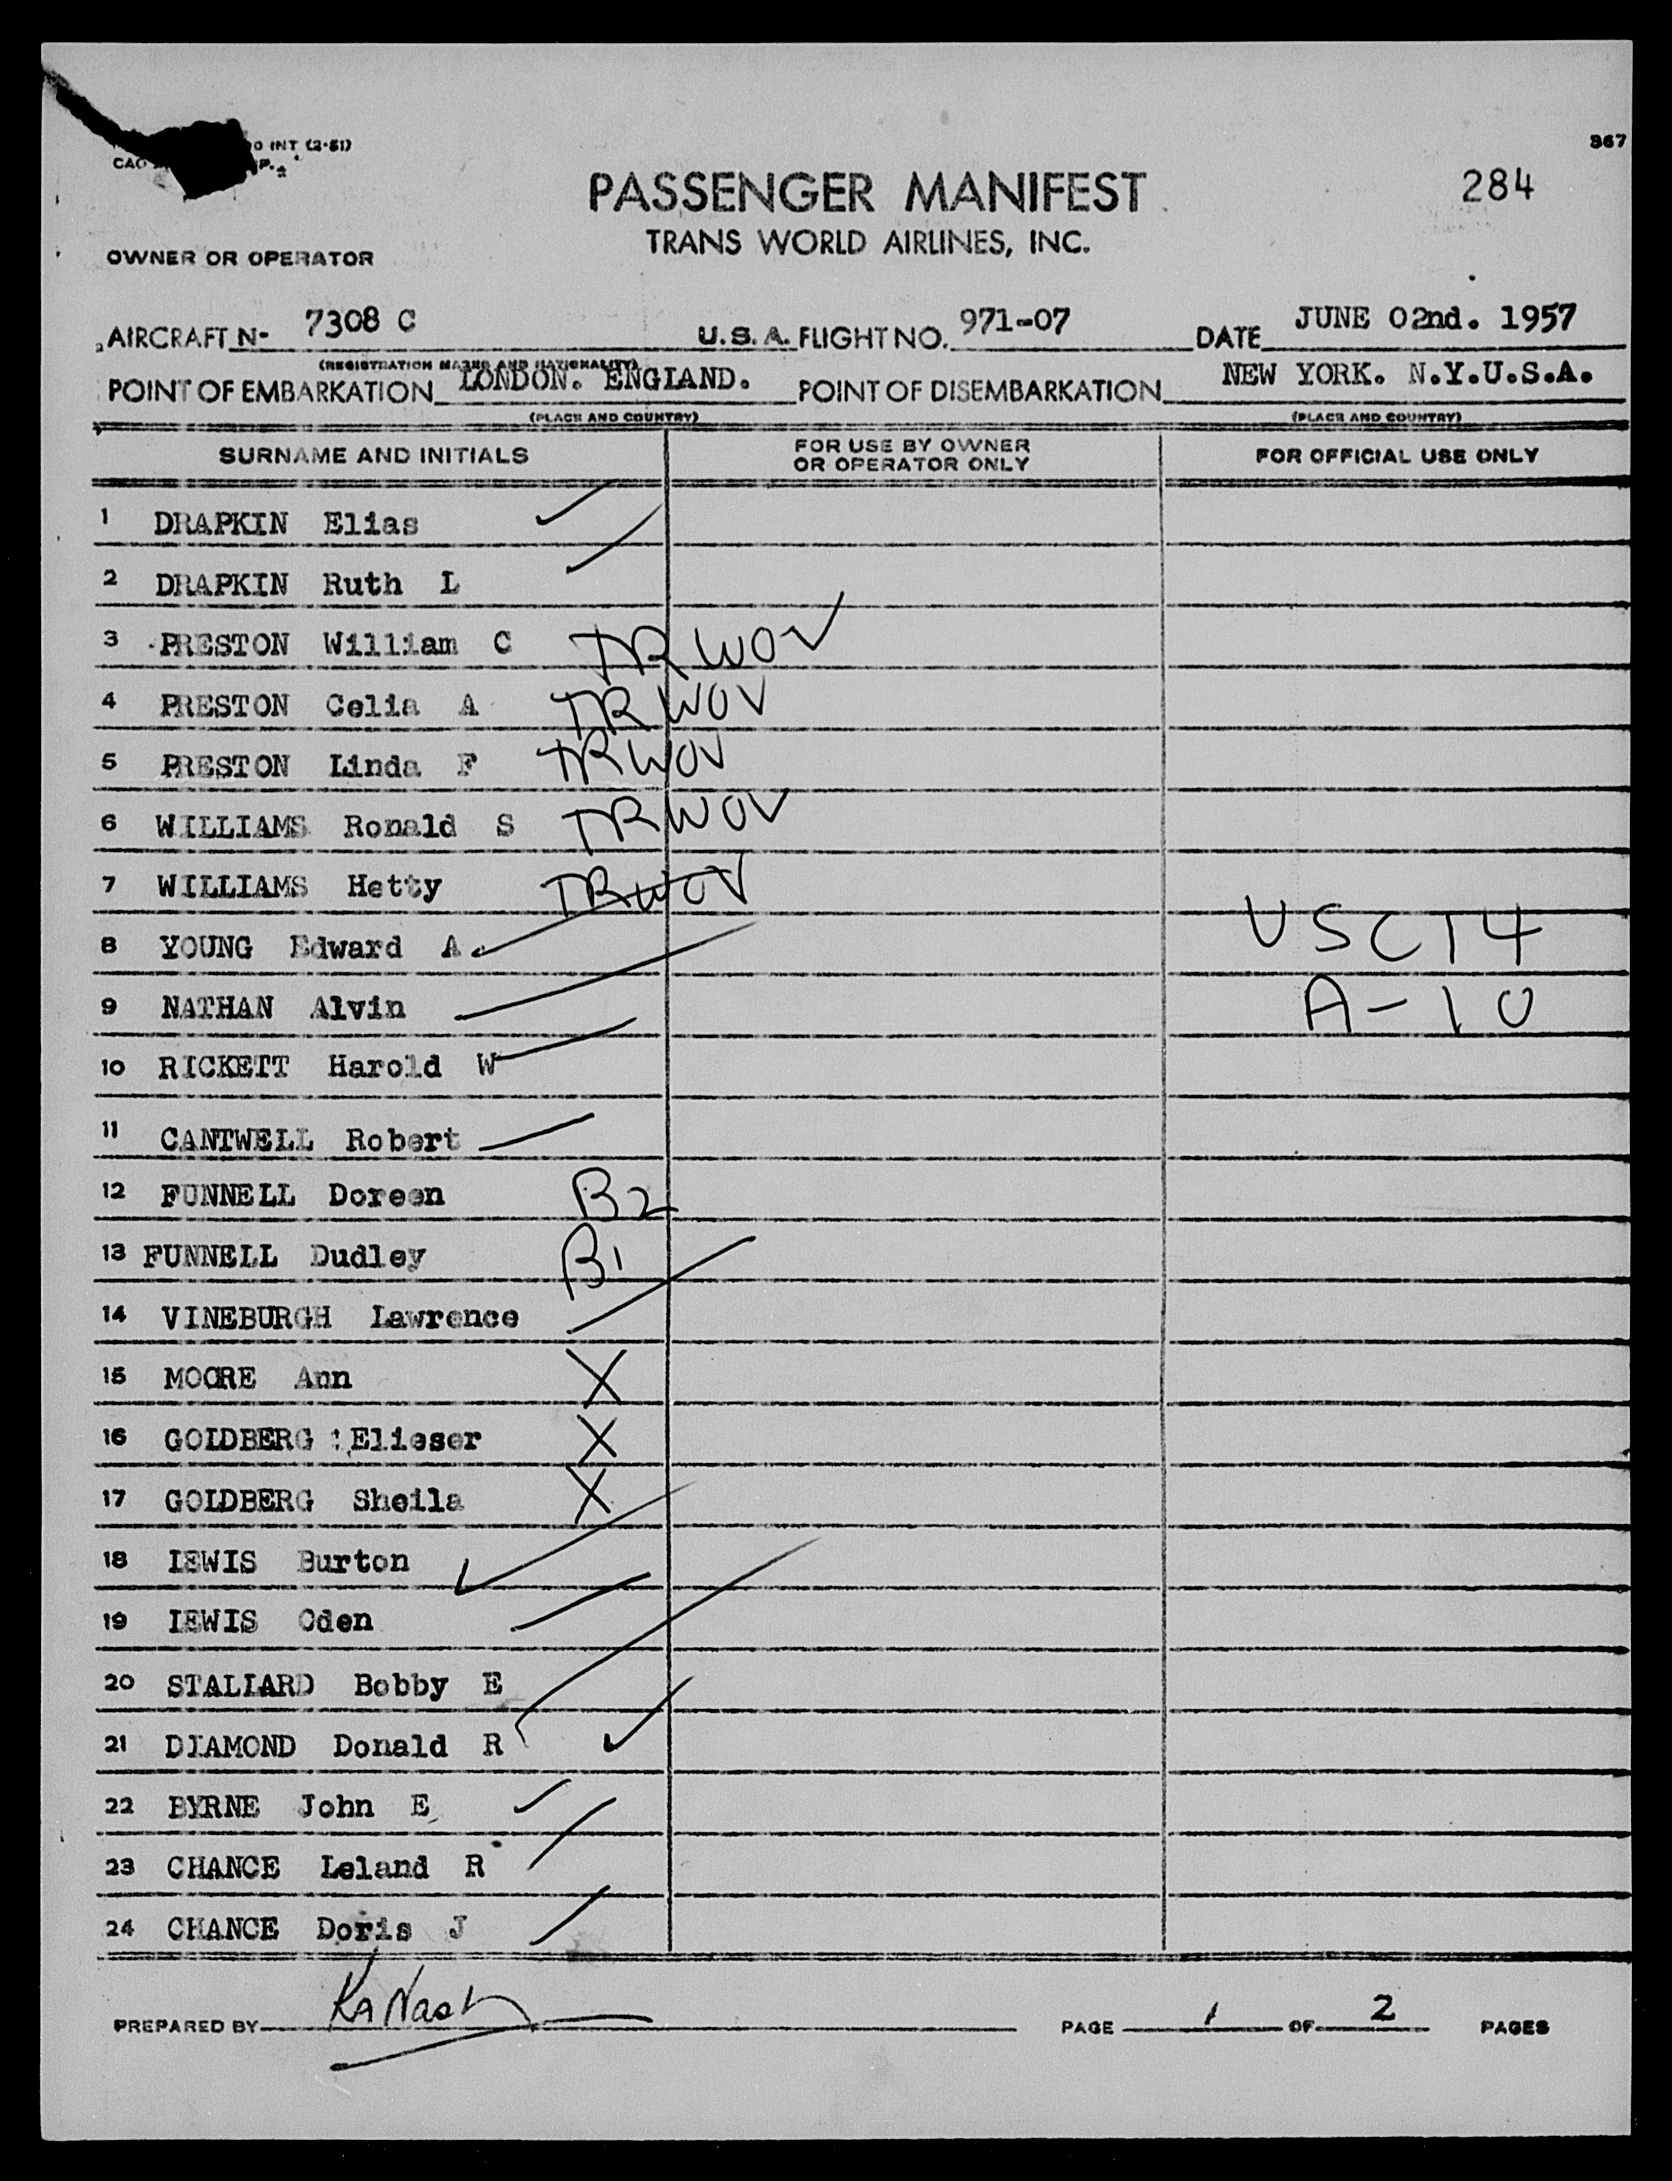 O INT (2-51)
367
CAO
P.
PASSENGER MANIFEST
284
TRANS WORLD AIRLINES, INC.
OWNER OR OPERATOR
AIRCRAFT N- 7308 C U.S.A. FLIGHT NO. 971-07 DATE JUNE 02nd. 1957
(REGISTRATION MARKS AND NATIONALITY)
POINT OF EMBARKATION LONDON. ENGLAND. POINT OF DISEMBARKATION NEW YORK. N.Y.U.S.A.
(PLACE AND COUNTRY) (PLACE AND COUNTRY)
SURNAME AND INITIALS FOR USE BY OWNER OR OPERATOR ONLY FOR OFFICIAL USE ONLY
1 DRAPKIN Elias
2 DRAPKIN Ruth L
3 PRESTON William C TRWOV
4 PRESTON Celia A TRWOV
5 PRESTON Linda F TRWOV
6 WILLIAMS Ronald S TRWOV
7 WILLIAMS Hetty TRWOV
8 YOUNG Edward A. USC 14
9 NATHAN Alvin A-10
10 RICKETT Harold W
11 CANTWELL Robert
12 FUNNELL Doreen B2
13 FUNNELL Dudley B1
14 VINEBURGH Lawrence
15 MOORE Ann X
16 GOLDBERG Elieser X
17 GOLDBERG Sheila X
18 LEWIS Burton
19 LEWIS Oden
20 STALLARD Bobby E
21 DIAMOND Donald R
22 BYRNE John E
23 CHANCE Leland R
24 CHANCE Doris J
PREPARED BY PAGE 1 OF 2 PAGES